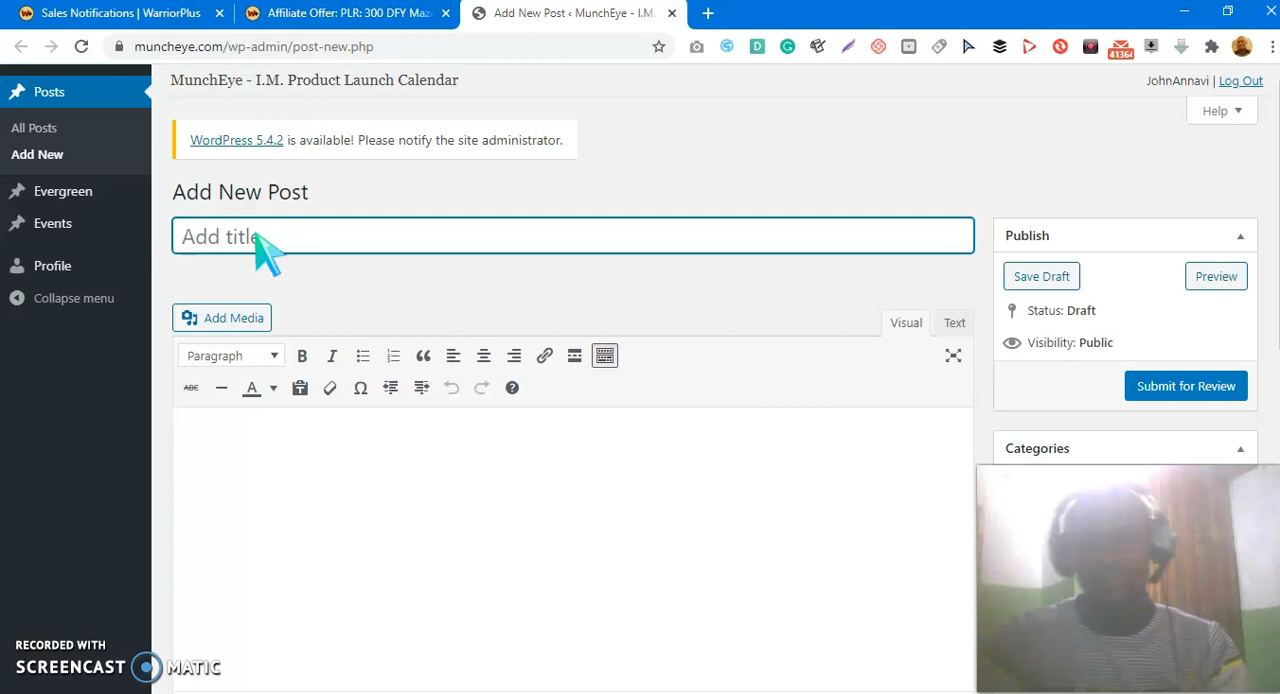 Sales Notifications | WarriorPlus
Affiliate Offer: PLR: 300 DFY Maz
Add New Post ‹ MunchEye - I.M.
muncheye.com/wp-admin/post-new.php
41364
Posts
All Posts
Add New
Evergreen
Events
Profile
Collapse menu
MunchEye - I.M. Product Launch Calendar
JohnAnnavi | Log Out
Help
WordPress 5.4.2 is available! Please notify the site administrator.
Add New Post
Add title
Add Media
Visual
Text
Paragraph
B
I
ABC
A
Ω
Publish
Save Draft
Preview
Status: Draft
Visibility: Public
Submit for Review
Categories
RECORDED WITH
SCREENCAST MATIC